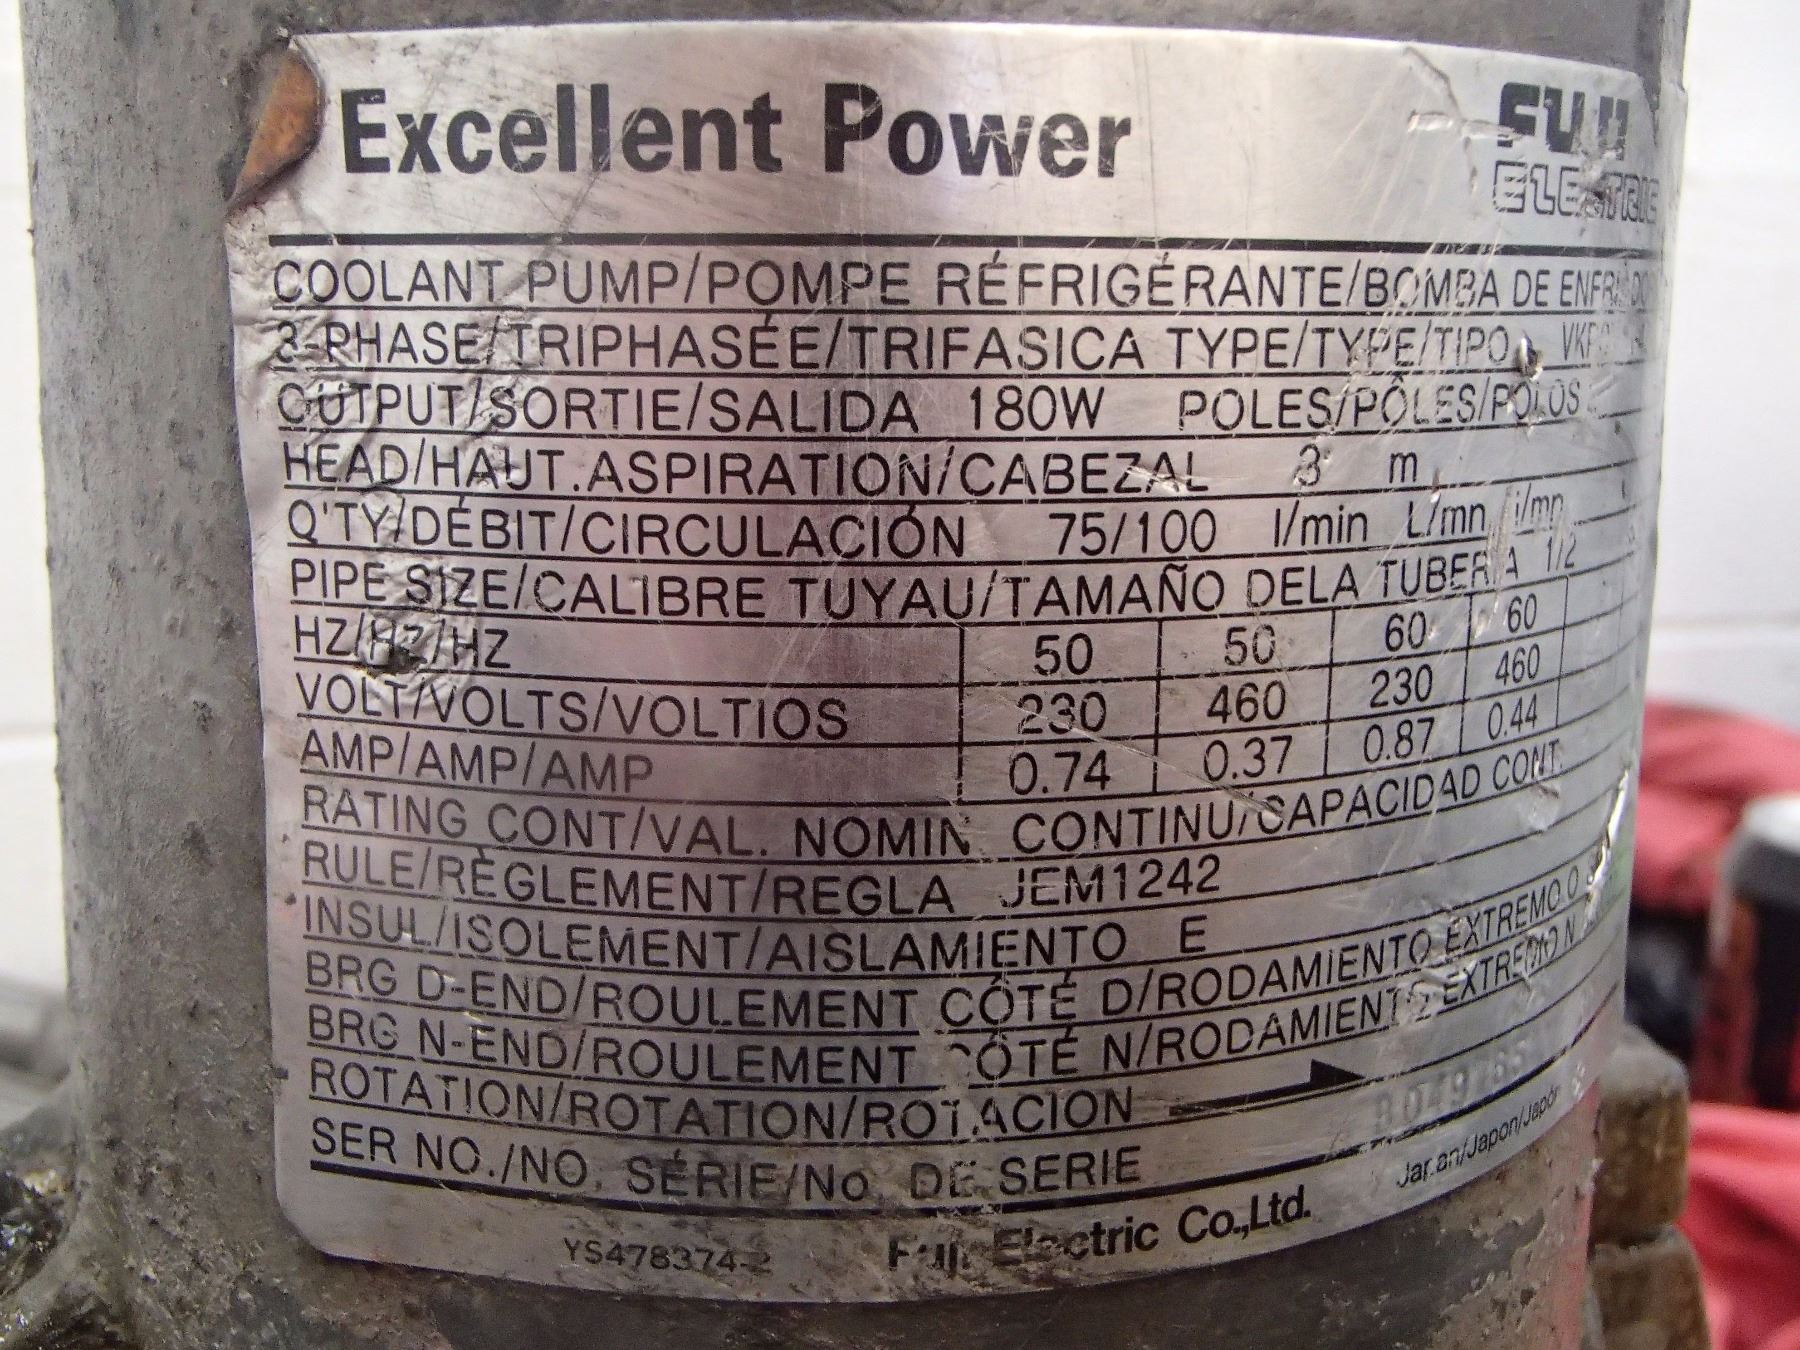 Excellent Power
FUJI
ELECTRIC
COOLANT PUMP/POMPE RÉFRIGÉRANTE/BOMBA DE
3-PHASE/TRIPHASÉE/TRIFASICA TYPE/TYPE/TIPO
OUTPUT/SORTIE/SALIDA 180W POLES/PÔLES/POLOS
HEAD/HAUT.ASPIRATION/CABEZAL 3 m
Q'TY/DÉBIT/CIRCULACIÓN 75/100 l/min L/mn l/mn
PIPE SIZE/CALIBRE TUYAU/TAMAÑO DELA TUBERIA 1/2
HZ/HZ/HZ 50 50 60 60
VOLT/VOLTS/VOLTIOS 230 460 230 460
AMP/AMP/AMP 0.74 0.37 0.87 0.44
RATING CONT/VAL. NOMIN CONTINU/CAPACIDAD CONT
RULE/RÈGLEMENT/REGLA JEM1242
INSUL/ISOLEMENT/AISLAMIENTO E
BRG D-END/ROULEMENT CÔTÉ D/RODAMIENTO EXTREMO O
BRG N-END/ROULEMENT CÔTÉ N/RODAMIENTO EXTREMO N
ROTATION/ROTATION/ROTACION
SER NO./NO. SÉRIE/No. DE SERIE
Japan/Japon/Japón
YS478374-2 Fuji Electric Co.,Ltd.